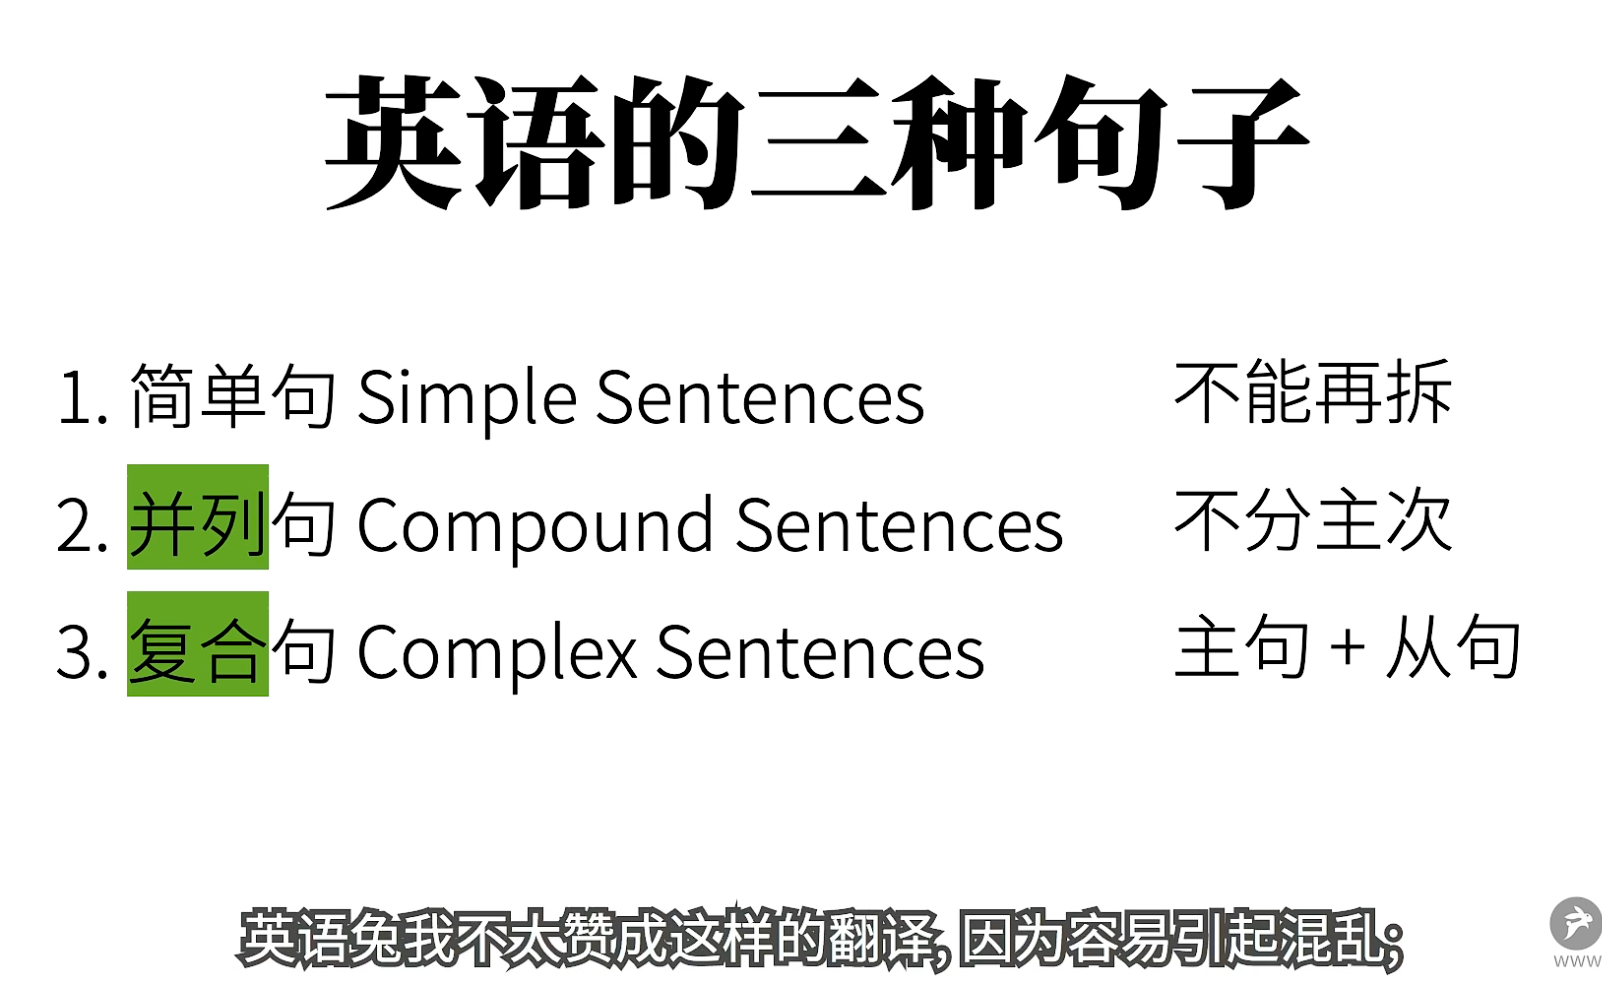 英语的三种句子
1. 简单句 Simple Sentences 不能再拆
2. 并列句 Compound Sentences 不分主次
3. 复合句 Complex Sentences 主句 + 从句
英语兔我不太赞成这样的翻译, 因为容易引起混乱;
www